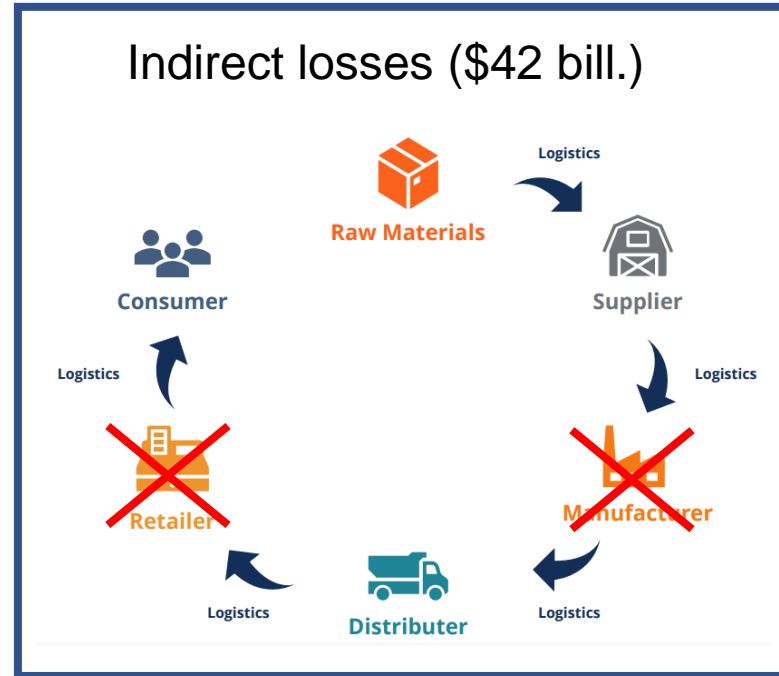 Indirect losses ($42 bill.)
Logistics
Raw Materials
Supplier
Consumer
Logistics
Logistics
Manufacturer
Retailer
Logistics
Logistics
Distributer